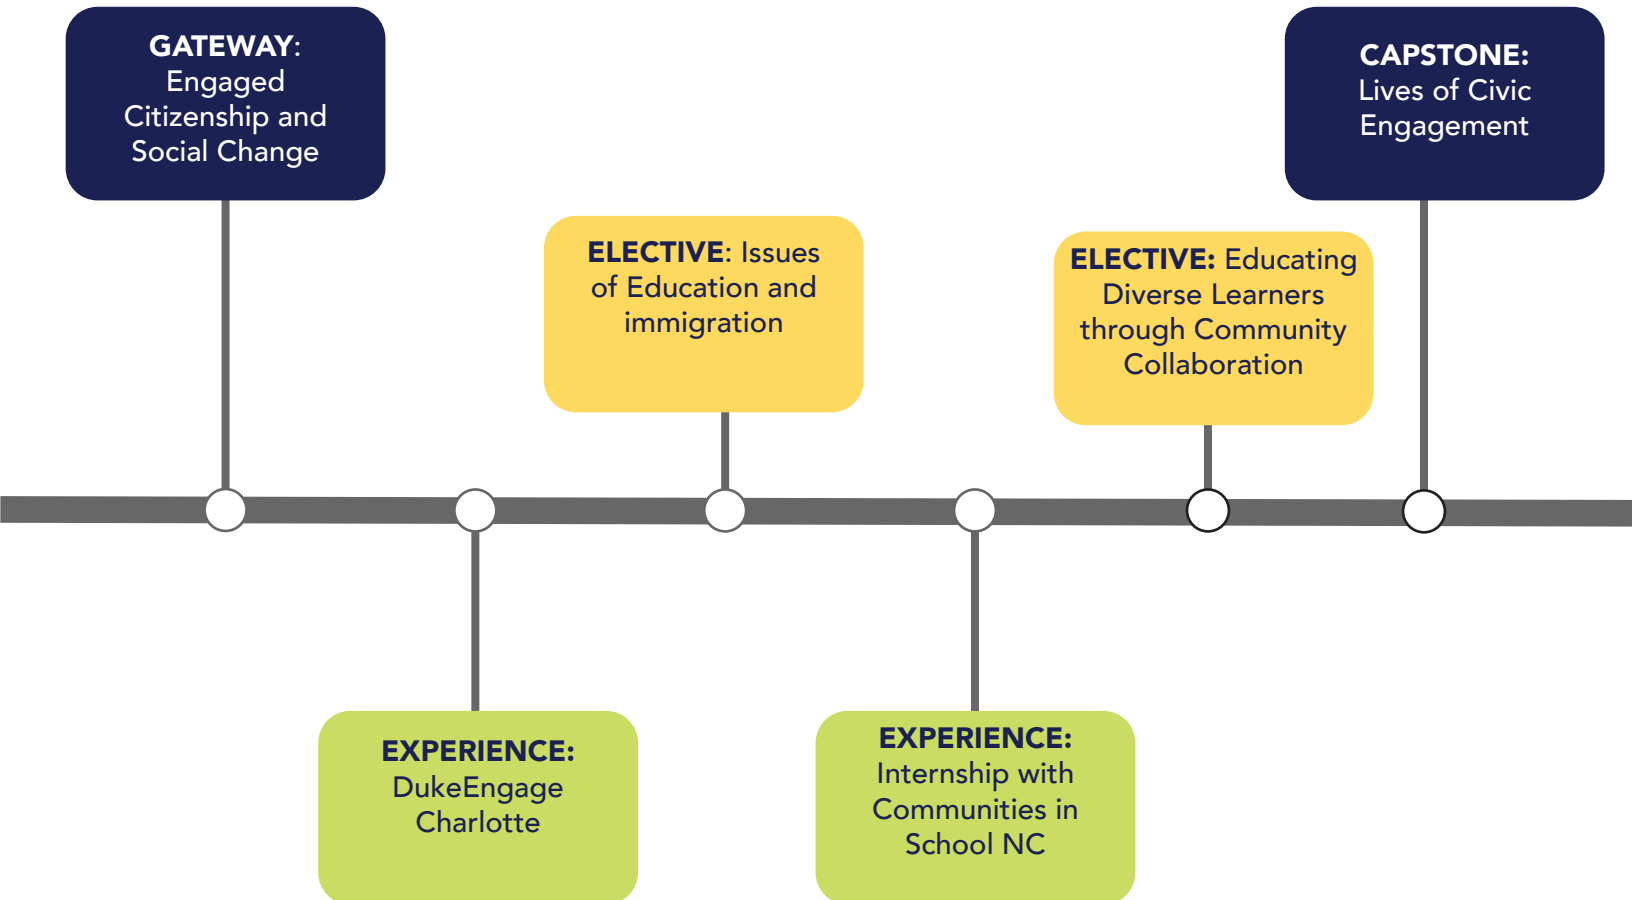 GATEWAY:
Engaged
Citizenship and
Social Change
EXPERIENCE:
DukeEngage
Charlotte
ELECTIVE: Issues
of Education and
immigration
EXPERIENCE:
Internship with
Communities in
School NC
ELECTIVE: Educating
Diverse Learners
through Community
Collaboration
CAPSTONE:
Lives of Civic
Engagement